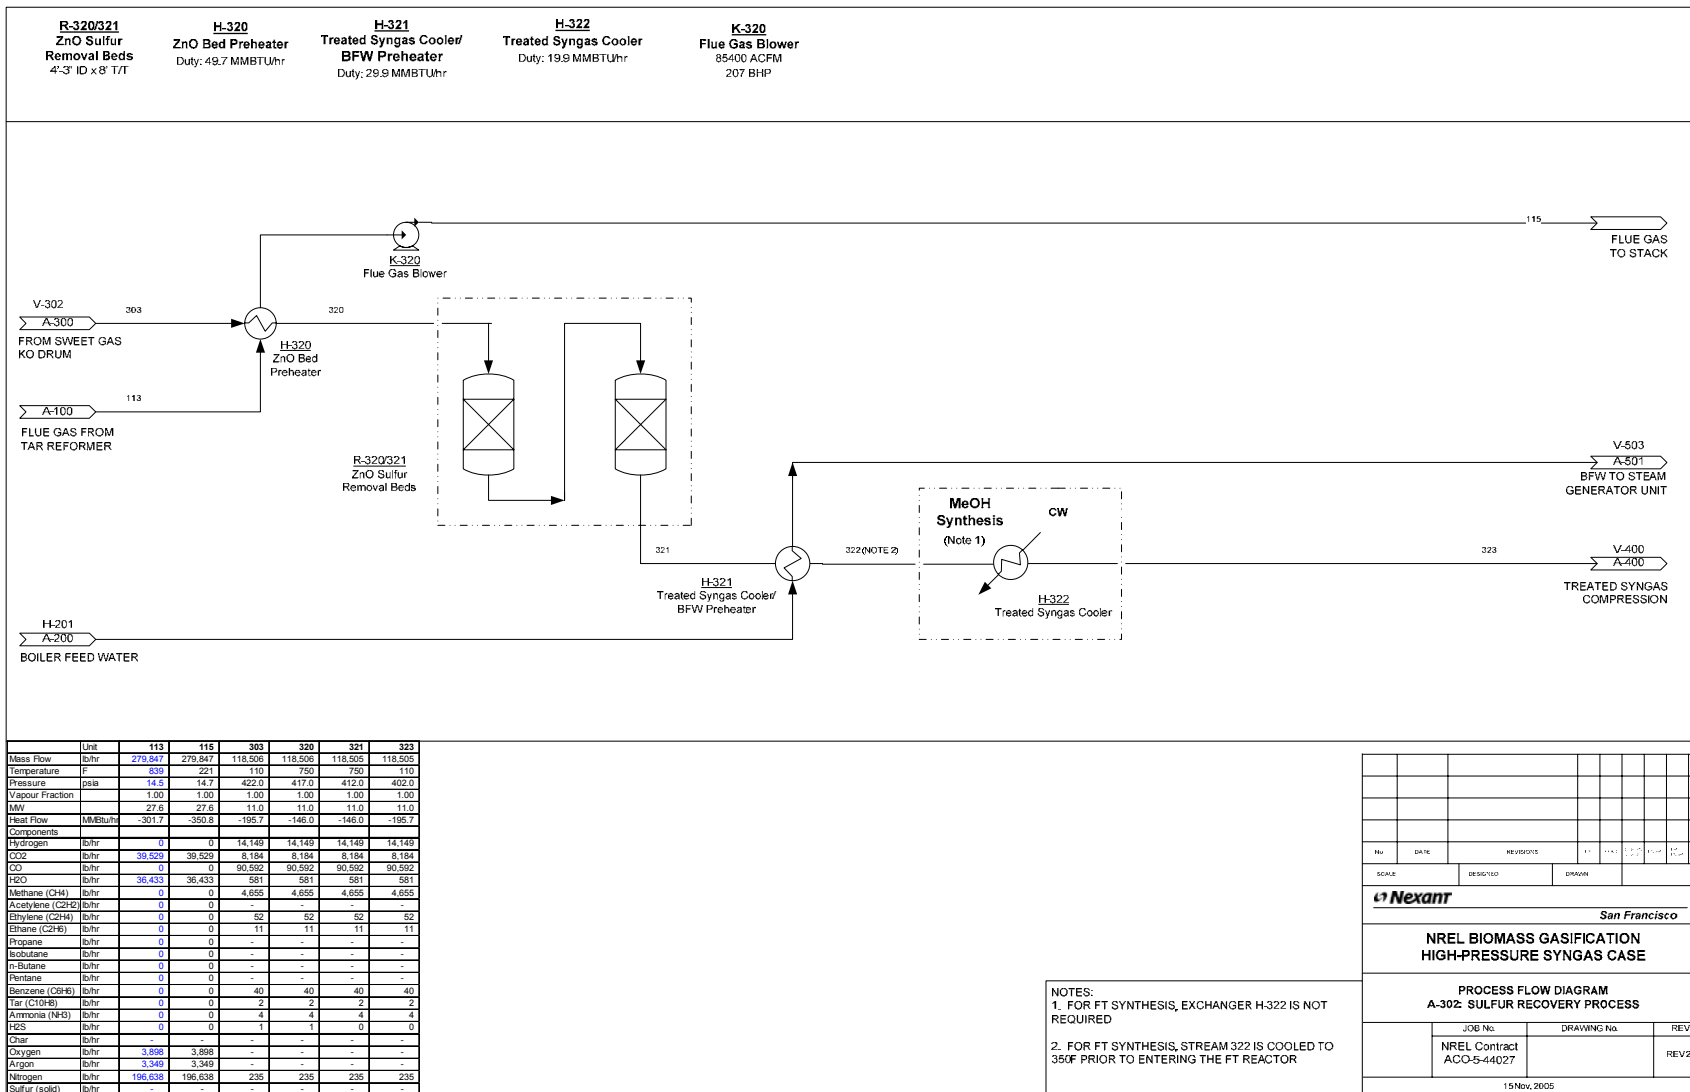 R-320/321
ZnO Sulfur
Removal Beds
4'-3" ID x 8' T/T
H-320
ZnO Bed Preheater
Duty: 49.7 MMBTU/hr
H-321
Treated Syngas Cooler/
BFW Preheater
Duty: 29.9 MMBTU/hr
H-322
Treated Syngas Cooler
Duty: 19.9 MMBTU/hr
K-320
Flue Gas Blower
85400 ACFM
207 BHP
115
FLUE GAS
TO STACK
K-320
Flue Gas Blower
V-302
A-300
303
320
FROM SWEET GAS
KO DRUM
H-320
ZnO Bed
Preheater
A-100
113
FLUE GAS FROM
TAR REFORMER
R-320/321
ZnO Sulfur
Removal Beds
V-503
A-501
BFW TO STEAM
GENERATOR UNIT
MeOH
Synthesis
(Note 1)
CW
321
322 (NOTE 2)
323
V-400
A-400
TREATED SYNGAS
COMPRESSION
H-321
Treated Syngas Cooler/
BFW Preheater
H-322
Treated Syngas Cooler
H-201
A-200
BOILER FEED WATER
Unit 113 115 303 320 321 323
Mass Flow lb/hr 279,847 279,847 118,506 118,506 118,505 118,505
Temperature F 839 221 110 750 750 110
Pressure psia 14.5 14.7 422.0 417.0 412.0 402.0
Vapour Fraction 1.00 1.00 1.00 1.00 1.00 1.00
MW 27.6 27.6 11.0 11.0 11.0 11.0
Heat Flow MMBtu/hr -301.7 -350.8 -195.7 -146.0 -146.0 -195.7
Components
Hydrogen lb/hr 0 0 14,149 14,149 14,149 14,149
CO2 lb/hr 39,529 39,529 8,184 8,184 8,184 8,184
CO lb/hr 0 0 90,592 90,592 90,592 90,592
H2O lb/hr 36,433 36,433 581 581 581 581
Methane (CH4) lb/hr 0 0 4,655 4,655 4,655 4,655
Acetylene (C2H2) lb/hr 0 0 - - - -
Ethylene (C2H4) lb/hr 0 0 52 52 52 52
Ethane (C2H6) lb/hr 0 0 11 11 11 11
Propane lb/hr 0 0 - - - -
Isobutane lb/hr 0 0 - - - -
n-Butane lb/hr 0 0 - - - -
Pentane lb/hr 0 0 - - - -
Benzene (C6H6) lb/hr 0 0 40 40 40 40
Tar (C10H8) lb/hr 0 0 2 2 2 2
Ammonia (NH3) lb/hr 0 0 4 4 4 4
H2S lb/hr 0 0 1 1 0 0
Char lb/hr - - - - - -
Oxygen lb/hr 3,898 3,898 - - - -
Argon lb/hr 3,349 3,349 - - - -
Nitrogen lb/hr 196,638 196,638 235 235 235 235
Sulfur (solid) lb/hr - - - - - -
NOTES:
1. FOR FT SYNTHESIS, EXCHANGER H-322 IS NOT
REQUIRED
2. FOR FT SYNTHESIS, STREAM 322 IS COOLED TO
350F PRIOR TO ENTERING THE FT REACTOR
No DATE REVISIONS
SCALE DESIGNED DRAWN
Nexant
San Francisco
NREL BIOMASS GASIFICATION
HIGH-PRESSURE SYNGAS CASE
PROCESS FLOW DIAGRAM
A-302: SULFUR RECOVERY PROCESS
JOB No. DRAWING No. REV
NREL Contract
ACO-5-44027
REV2
15 Nov, 2005